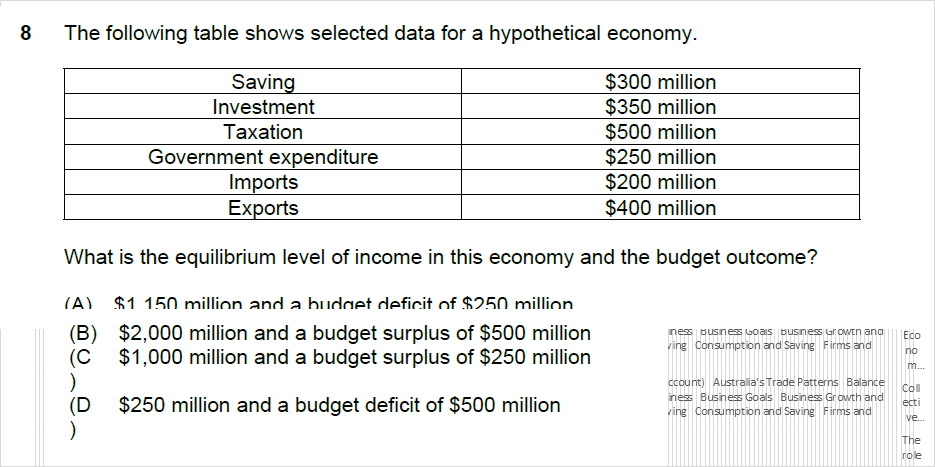 8 The following table shows selected data for a hypothetical economy.
Saving $300 million
Investment $350 million
Taxation $500 million
Government expenditure $250 million
Imports $200 million
Exports $400 million
What is the equilibrium level of income in this economy and the budget outcome?
(A) $1 150 million and a budget deficit of $250 million
(B) $2,000 million and a budget surplus of $500 million
(C $1,000 million and a budget surplus of $250 million
)
(D $250 million and a budget deficit of $500 million
)
Business Goals Business Growth and
Consumption and Saving Firms and
Australia's Trade Patterns Balance
Business Goals Business Growth and
Consumption and Saving Firms and
Eco
no
m...
Coll
ecti
ve...
The
role